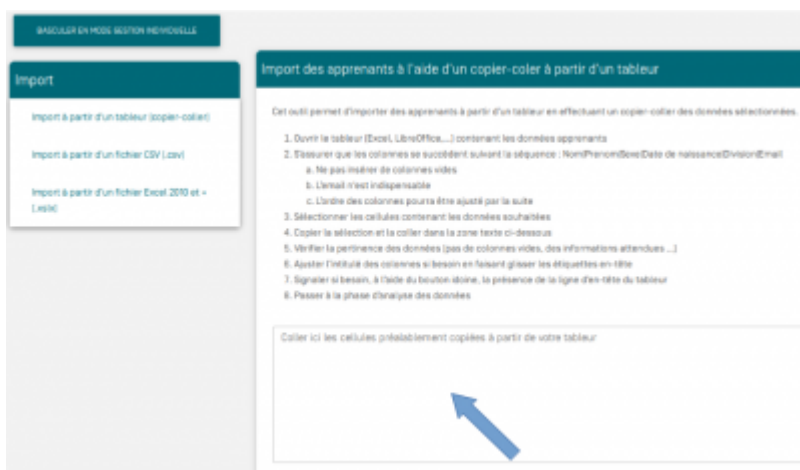 BASCULER EN MODE GESTION INDIVIDUELLE
Import
Import à partir d'un tableur (copier-coller)
Import à partir d'un fichier CSV (.csv)
Import à partir d'un fichier Excel 2010 et +
(.xslx)
Import des apprenants à l'aide d'un copier-coler à partir d'un tableur
Cet outil permet d'importer des apprenants à partir d'un tableur en effectuant un copier-coller des données sélectionnées.
1. Ouvrir le tableur (Excel, LibreOffice,...) contenant les données apprenants
2. S'assurer que les colonnes se succèdent suivant la séquence : Nom|Prenom|Sexe|Date de naissance|Division|Email
a. Ne pas insérer de colonnes vides
b. L'email n'est indispensable
c. L'ordre des colonnes pourra être ajusté par la suite
3. Sélectionner les cellules contenant les données souhaitées
4. Copier la sélection et la coller dans la zone texte ci-dessous
5. Vérifier la pertinence des données (pas de colonnes vides, des informations attendues ...)
6. Ajuster l'intitulé des colonnes si besoin en faisant glisser les étiquettes en-tête
7. Signaler si besoin, à l'aide du bouton idoine, la présence de la ligne d'en-tête du tableur
8. Passer à la phase d'analyse des données
Coller ici les cellules préalablement copiées à partir de votre tableur